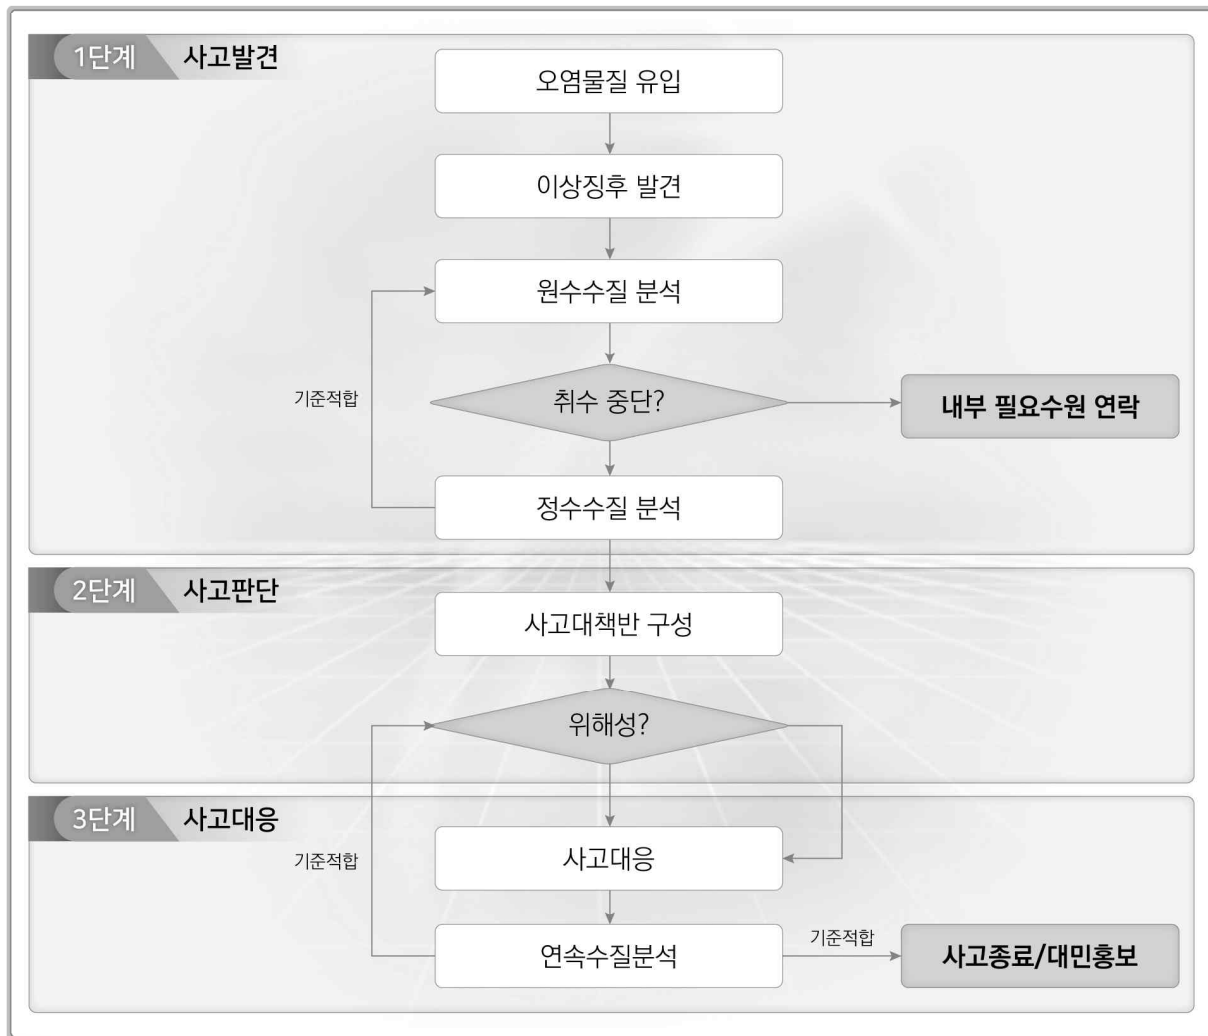 1단계 사고발견
오염물질 유입
이상징후 발견
원수수질 분석
기준적합
취수 중단?
내부 필요수원 연락
정수수질 분석
2단계 사고판단
사고대책반 구성
위해성?
3단계 사고대응
기준적합
사고대응
연속수질분석
기준적합
사고종료/대민홍보